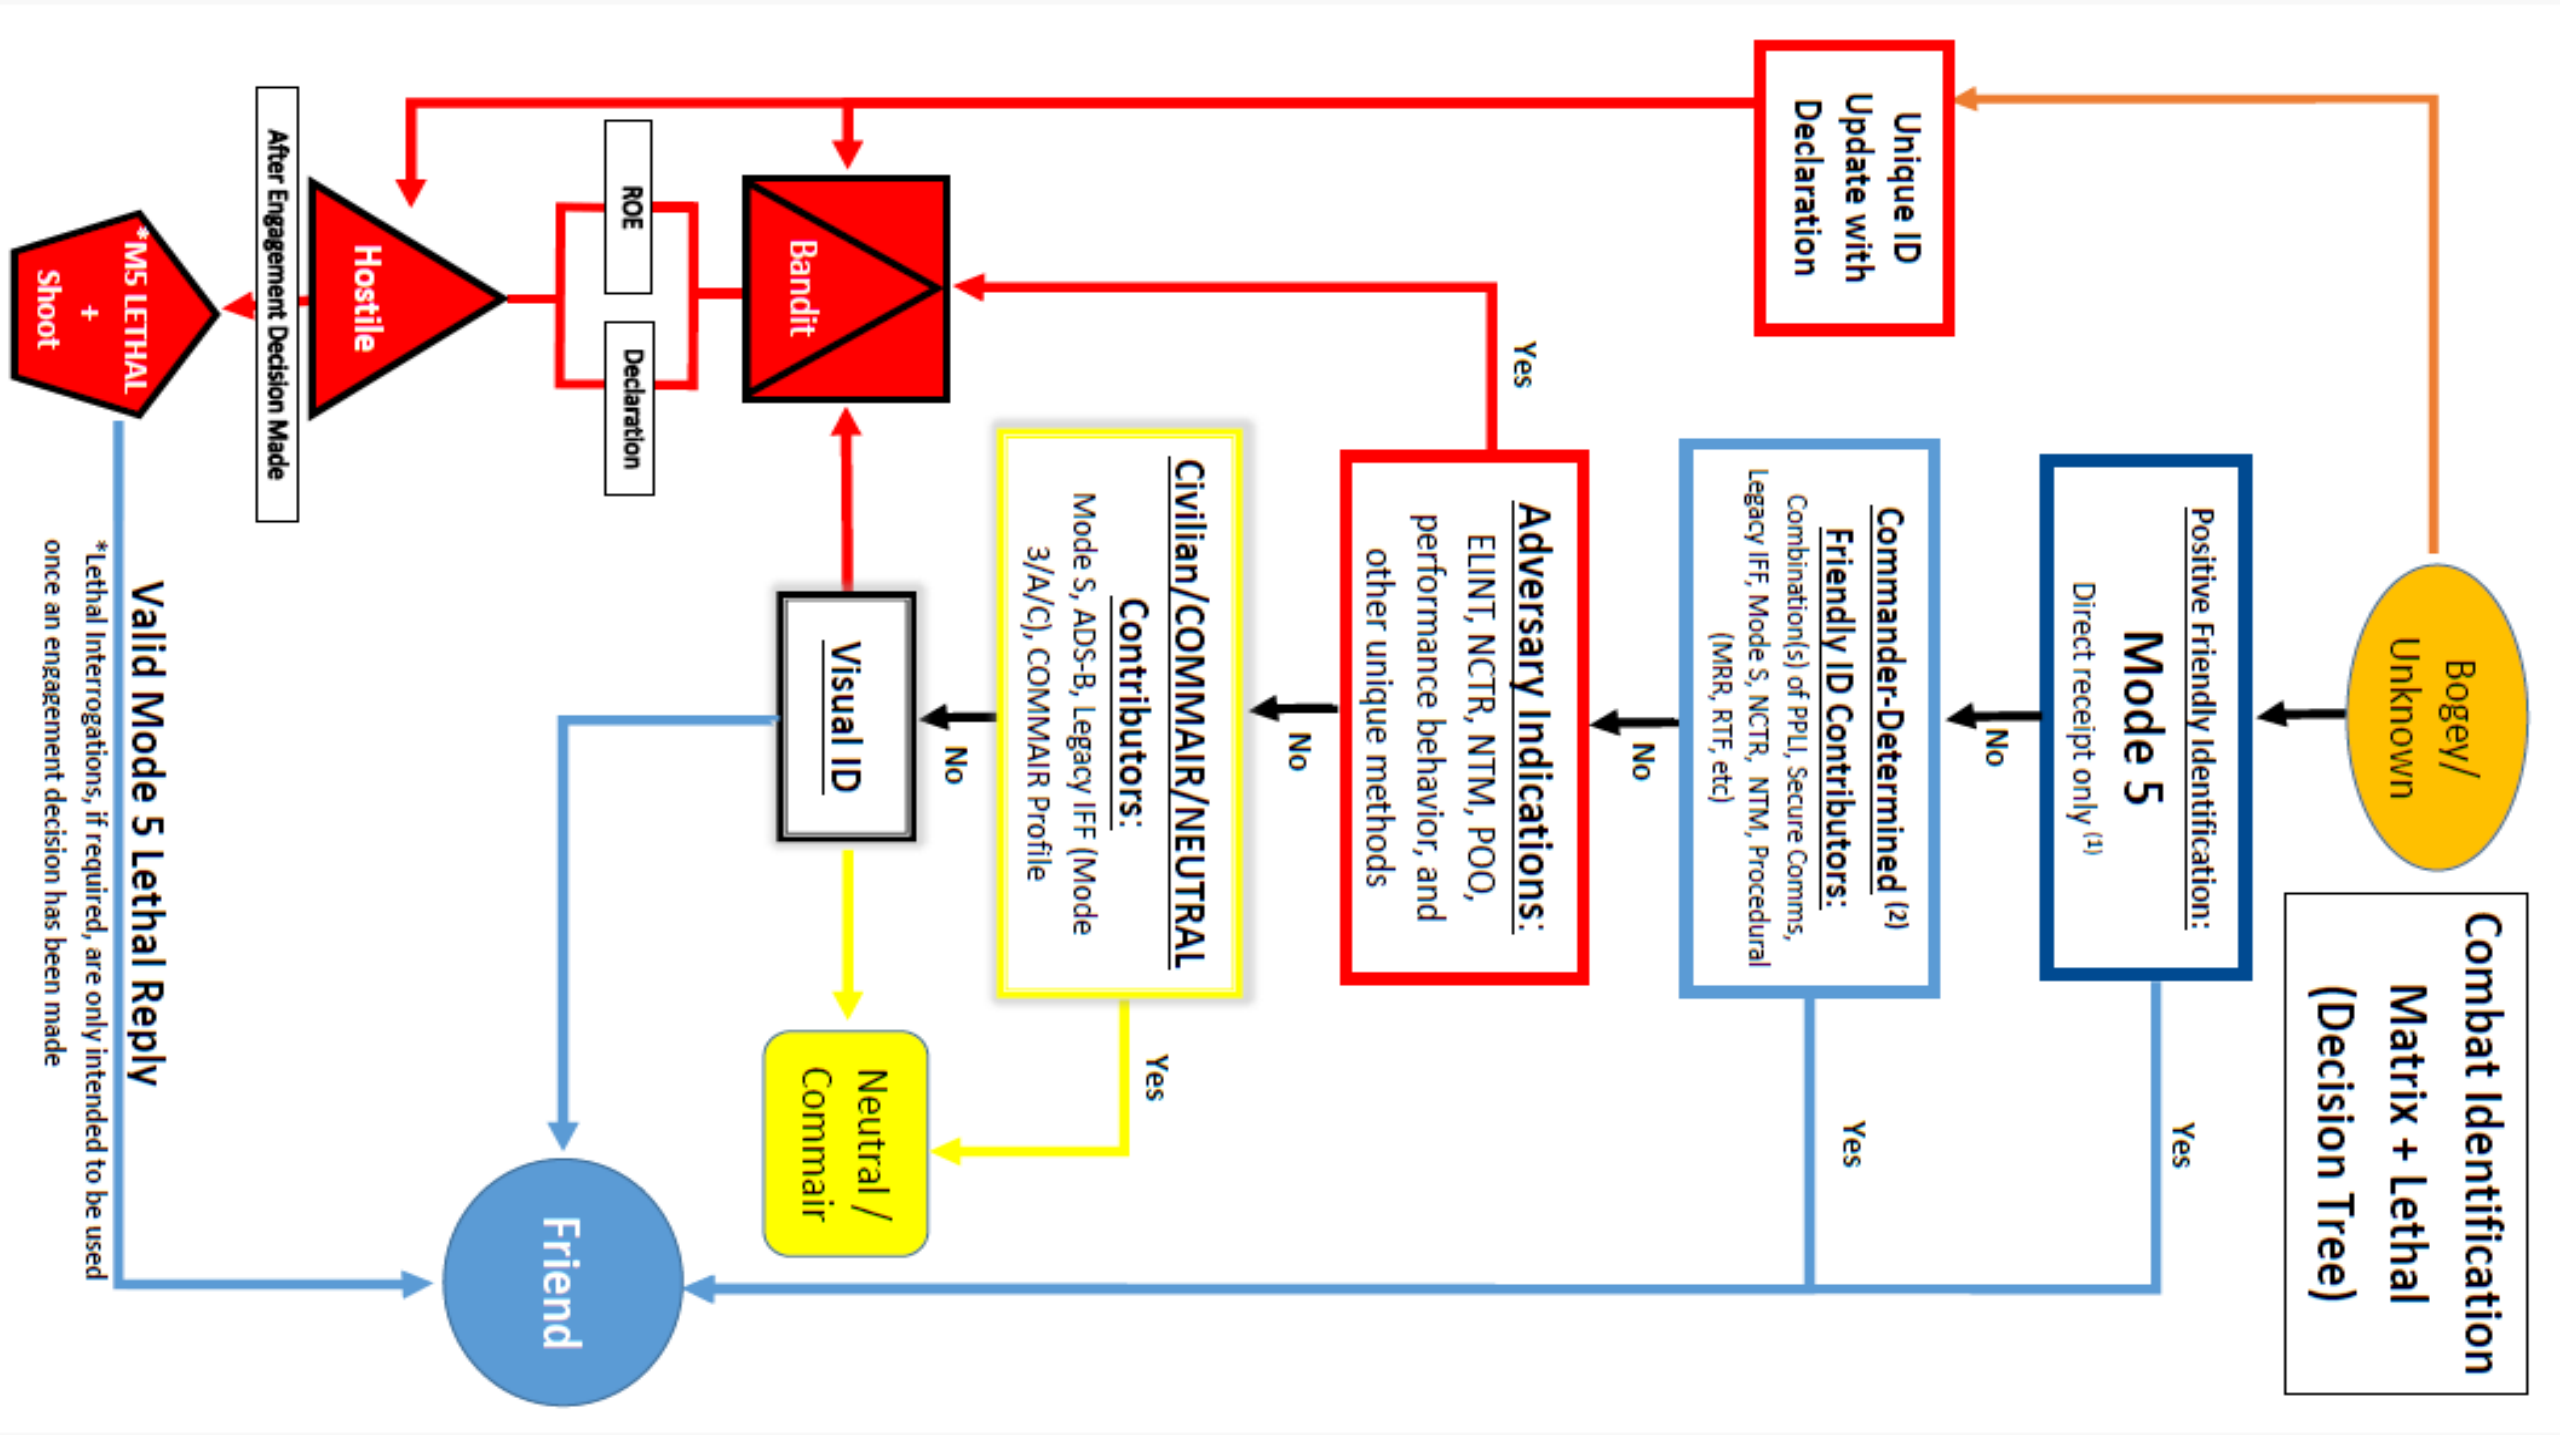 Combat Identification
Matrix + Lethal
(Decision Tree)
Bogey/
Unknown
Positive Friendly Identification:
Mode 5
Direct receipt only (1)
Yes
No
Commander-Determined (2)
Friendly ID Contributors:
Combination(s) of PPLI, Secure Comms,
Legacy IFF, Mode S, NCTR, NTM, Procedural
(MRR, RTF, etc)
Yes
No
Unique ID
Update with
Declaration
Adversary Indications:
ELINT, NCTR, NTM, POO,
performance behavior, and
other unique methods
Yes
No
Civilian/COMMAIR/NEUTRAL
Contributors:
Mode S, ADS-B, Legacy IFF (Mode
3/A/C), COMMAIR Profile
Yes
No
Bandit
Visual ID
Neutral /
Commair
ROE
Declaration
Friend
Hostile
After Engagement Decision Made
*M5 LETHAL
+
Shoot
Valid Mode 5 Lethal Reply
*Lethal Interrogations, if required, are only intended to be used
once an engagement decision has been made